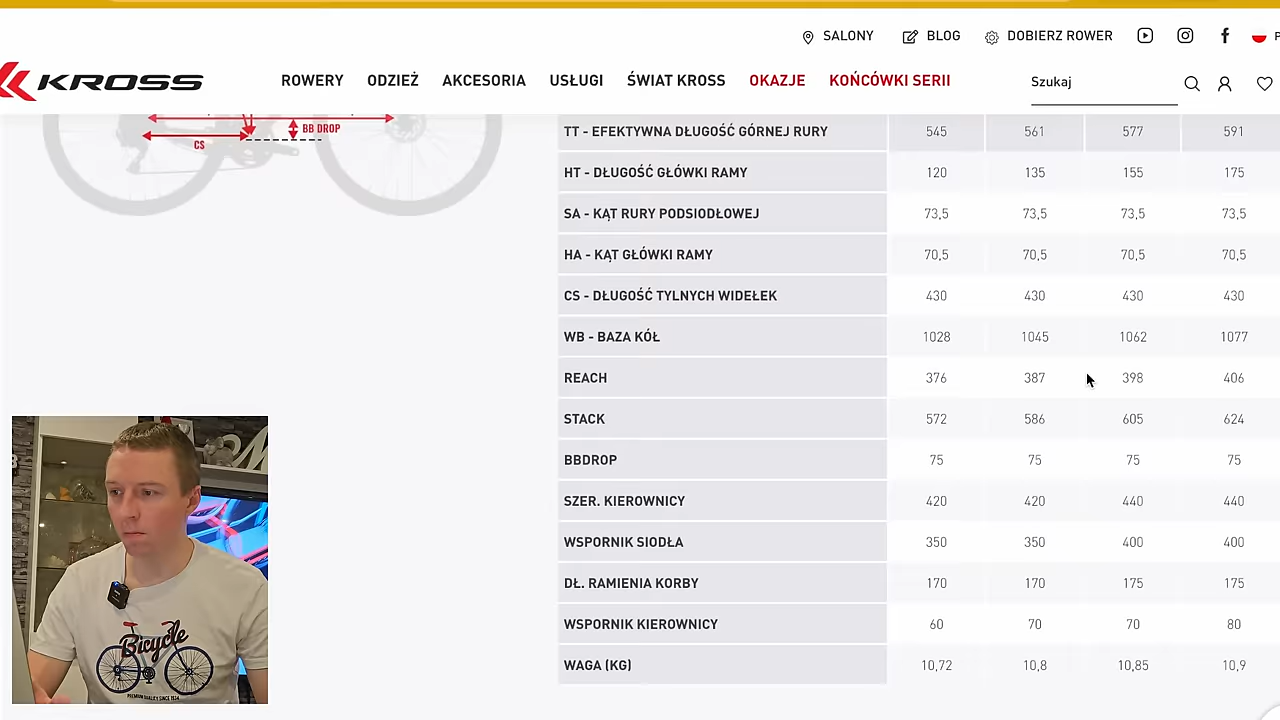 SALONY BLOG DOBIERZ ROWER P
KROSS ROWERY ODZIEŻ AKCESORIA USŁUGI ŚWIAT KROSS OKAZJE KOŃCÓWKI SERII Szukaj
BB DROP
CS
TT - EFEKTYWNA DŁUGOŚĆ GÓRNEJ RURY 545 561 577 591
HT - DŁUGOŚĆ GŁÓWKI RAMY 120 135 155 175
SA - KĄT RURY PODSIODŁOWEJ 73,5 73,5 73,5 73,5
HA - KĄT GŁÓWKI RAMY 70,5 70,5 70,5 70,5
CS - DŁUGOŚĆ TYLNYCH WIDEŁEK 430 430 430 430
WB - BAZA KÓŁ 1028 1045 1062 1077
REACH 376 387 398 406
STACK 572 586 605 624
BBDROP 75 75 75 75
SZER. KIEROWNICY 420 420 440 440
WSPORNIK SIODŁA 350 350 400 400
DŁ. RAMIENIA KORBY 170 170 175 175
WSPORNIK KIEROWNICY 60 70 70 80
WAGA (KG) 10,72 10,8 10,85 10,9
Bicycle
PREMIUM QUALITY SINCE 1934